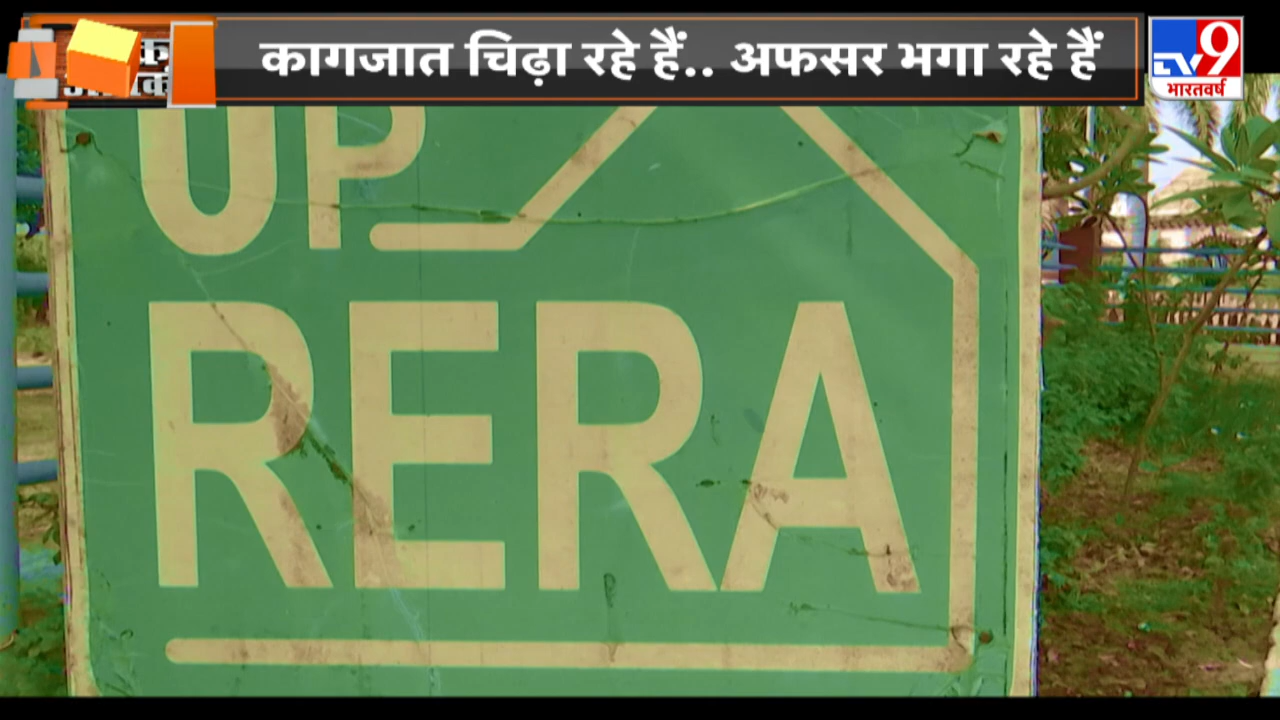 कागजात चिढ़ा रहे हैं.. अफसर भगा रहे हैं
TV9
भारतवर्ष
UP
RERA